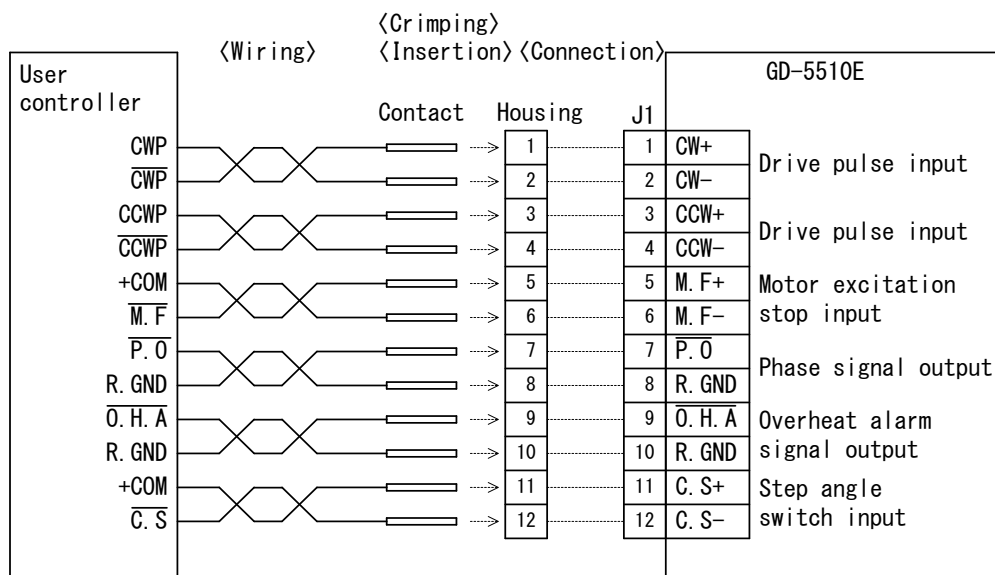 〈Crimping〉
〈Wiring〉 〈Insertion〉 〈Connection〉
User controller
GD-5510E
Contact Housing J1
CWP 1 1 CW+
C̅W̅P̅ 2 2 CW−
Drive pulse input
CCWP 3 3 CCW+
C̅C̅W̅P̅ 4 4 CCW−
Drive pulse input
+COM 5 5 M.F+
M̅.̅F̅ 6 6 M.F−
Motor excitation
stop input
P̅.̅O̅ 7 7 P̅.̅O̅
R.GND 8 8 R.GND
Phase signal output
O̅.̅H̅.̅A̅ 9 9 O̅.̅H̅.̅A̅
R.GND 10 10 R.GND
Overheat alarm
signal output
+COM 11 11 C.S+
C̅.̅S̅ 12 12 C.S−
Step angle
switch input